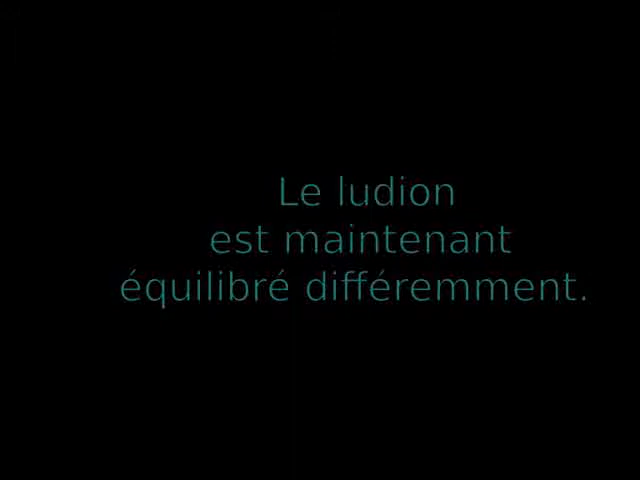 Le ludion
est maintenant
équilibré différemment.